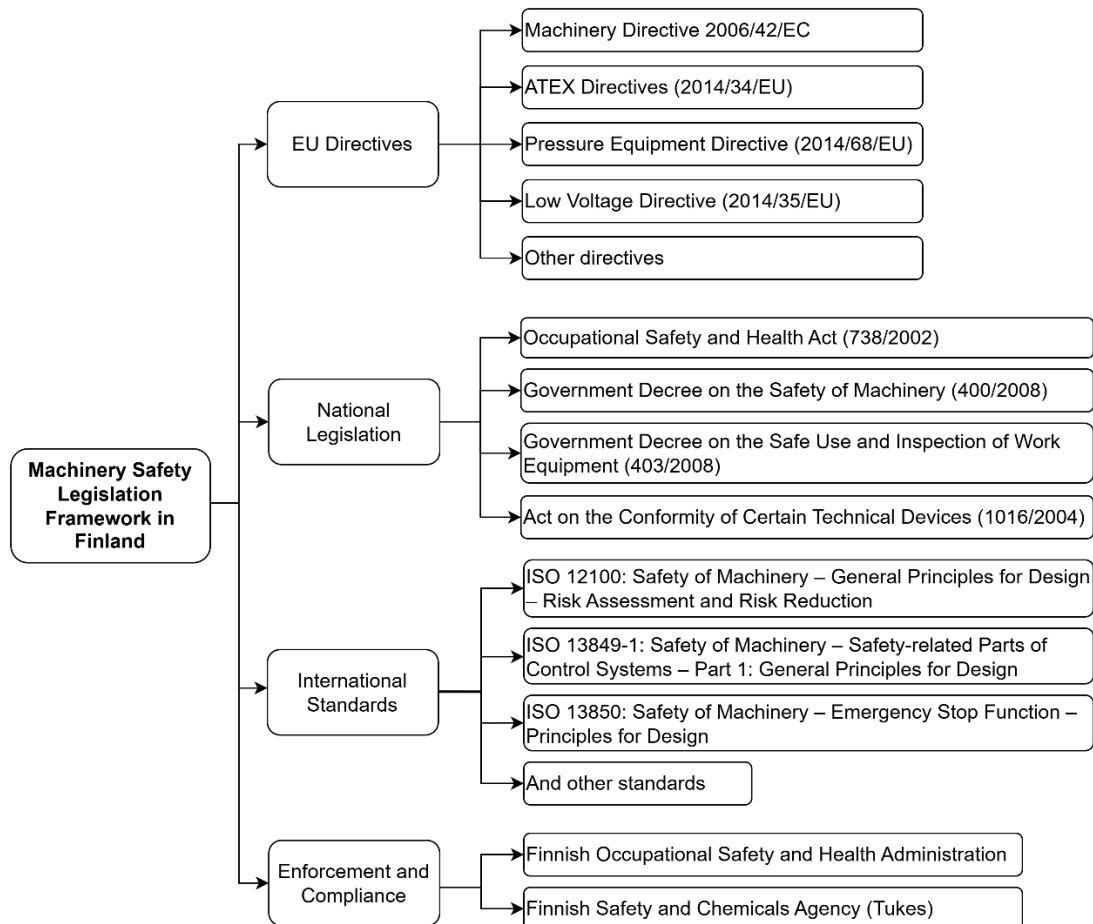 Machinery Safety
Legislation
Framework in
Finland
EU Directives
Machinery Directive 2006/42/EC
ATEX Directives (2014/34/EU)
Pressure Equipment Directive (2014/68/EU)
Low Voltage Directive (2014/35/EU)
Other directives
National
Legislation
Occupational Safety and Health Act (738/2002)
Government Decree on the Safety of Machinery (400/2008)
Government Decree on the Safe Use and Inspection of Work
Equipment (403/2008)
Act on the Conformity of Certain Technical Devices (1016/2004)
International
Standards
ISO 12100: Safety of Machinery – General Principles for Design
– Risk Assessment and Risk Reduction
ISO 13849-1: Safety of Machinery – Safety-related Parts of
Control Systems – Part 1: General Principles for Design
ISO 13850: Safety of Machinery – Emergency Stop Function –
Principles for Design
And other standards
Enforcement and
Compliance
Finnish Occupational Safety and Health Administration
Finnish Safety and Chemicals Agency (Tukes)